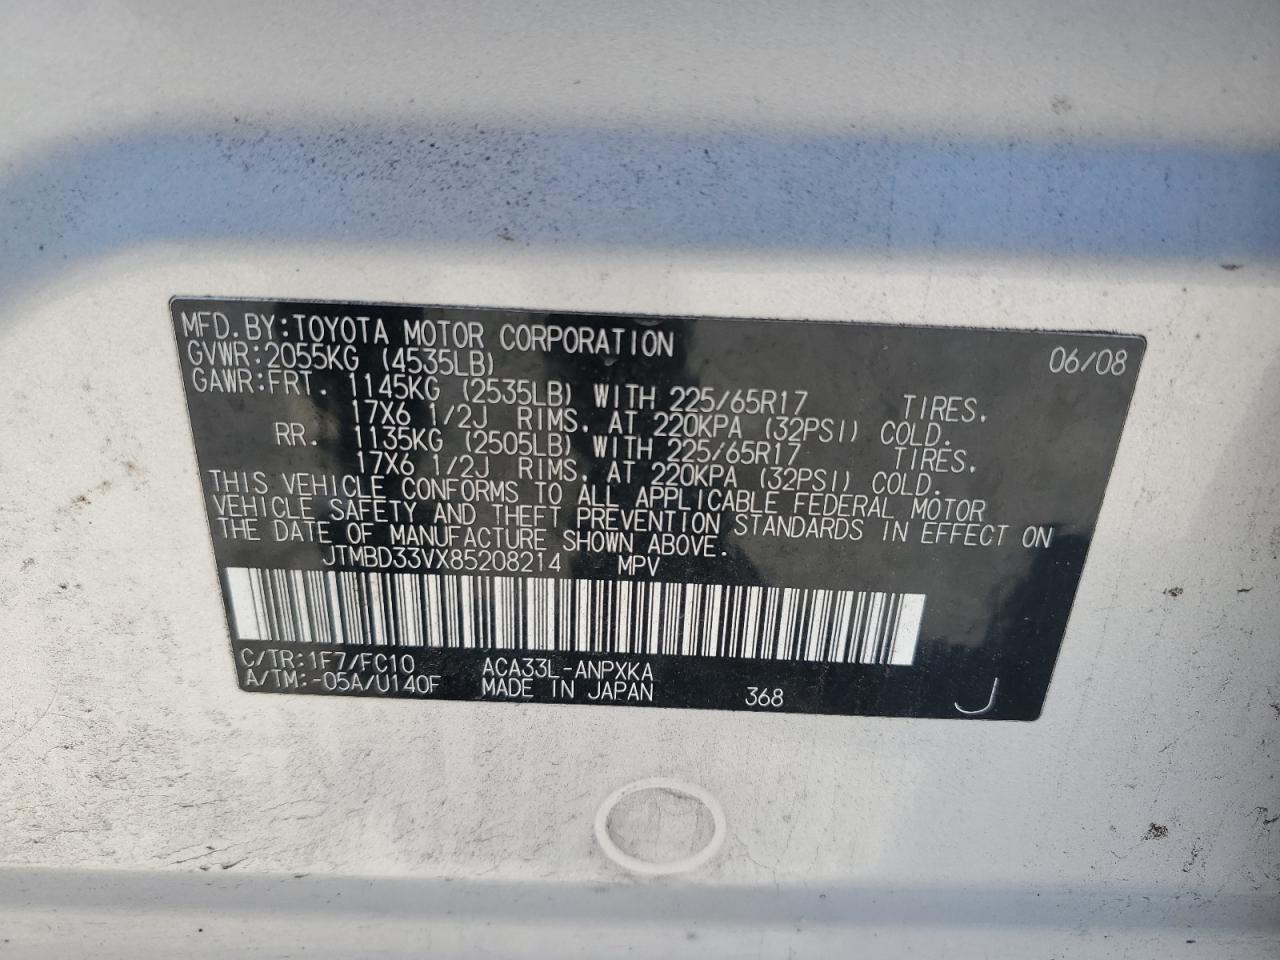 MFD.BY:TOYOTA MOTOR CORPORATION 06/08
GVWR:2055KG (4535LB)
GAWR:FRT. 1145KG (2535LB) WITH 225/65R17 TIRES,
17X6 1/2J RIMS, AT 220KPA (32PSI) COLD.
RR. 1135KG (2505LB) WITH 225/65R17 TIRES,
17X6 1/2J RIMS, AT 220KPA (32PSI) COLD.
THIS VEHICLE CONFORMS TO ALL APPLICABLE FEDERAL MOTOR
VEHICLE SAFETY AND THEFT PREVENTION STANDARDS IN EFFECT ON
THE DATE OF MANUFACTURE SHOWN ABOVE.
JTMBD33VX85208214 MPV
C/TR:1F7/FC10 ACA33L-ANPXKA
A/TM:-05A/U140F MADE IN JAPAN 368 J